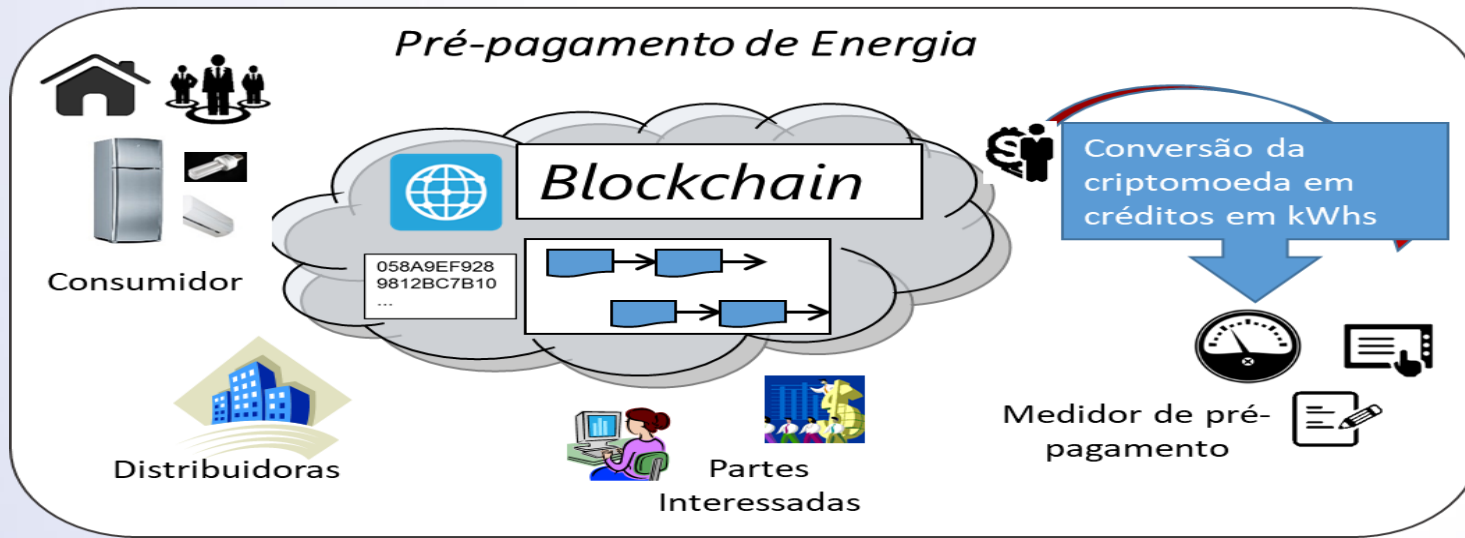 Pré-pagamento de Energia
Blockchain
Conversão da
criptomoeda em
créditos em kWhs
058A9EF928
9812BC7B10
...
Consumidor
Distribuidoras
Partes
Interessadas
Medidor de pré-
pagamento